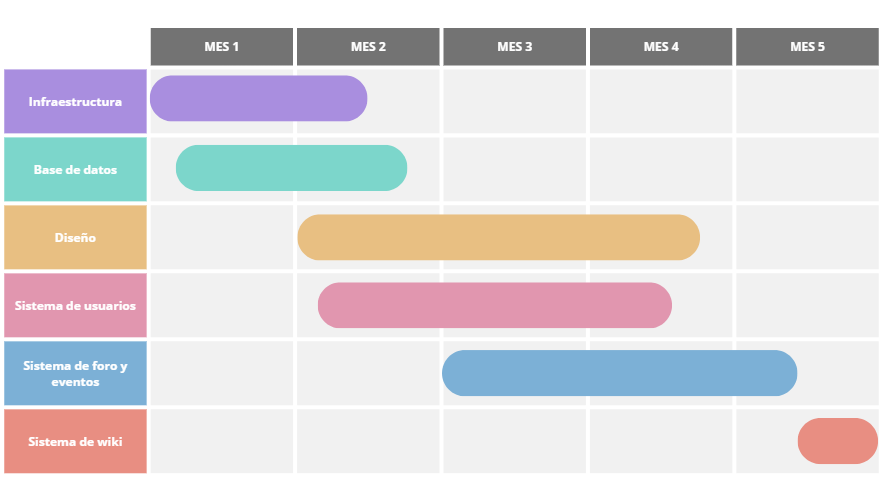 MES 1
MES 2
MES 3
MES 4
MES 5
Infraestructura
Base de datos
Diseño
Sistema de usuarios
Sistema de foro y
eventos
Sistema de wiki